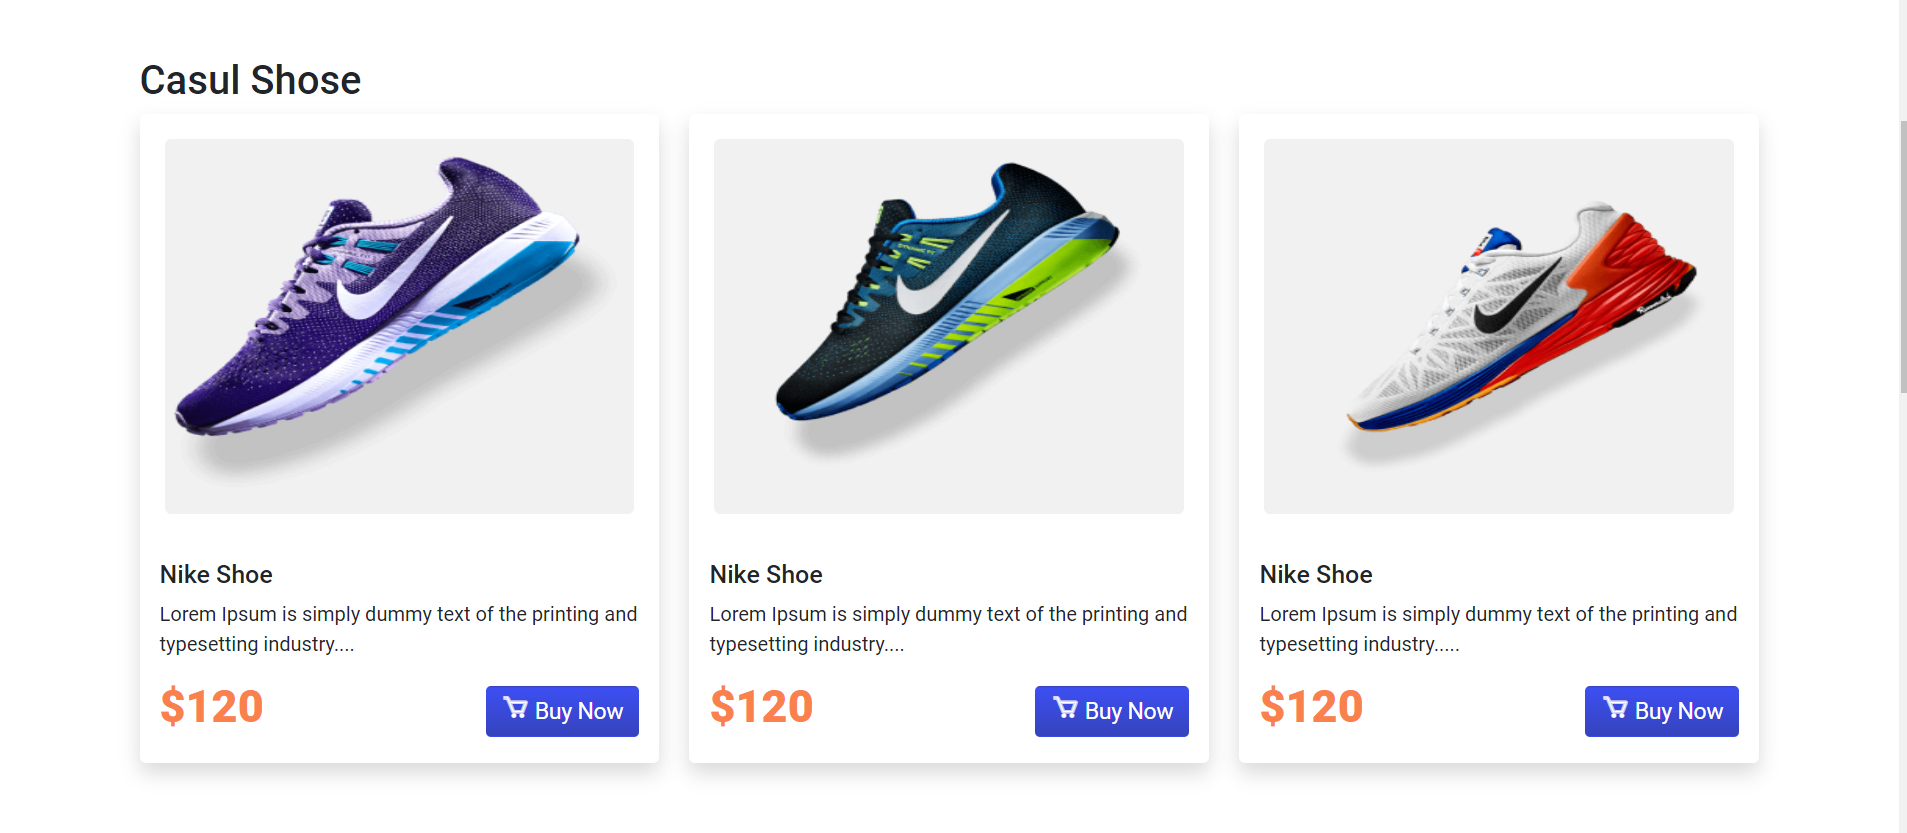 Casul Shose
Nike Shoe
Lorem Ipsum is simply dummy text of the printing and
typesetting industry....
$120
Buy Now
Nike Shoe
Lorem Ipsum is simply dummy text of the printing and
typesetting industry....
$120
Buy Now
Nike Shoe
Lorem Ipsum is simply dummy text of the printing and
typesetting industry.....
$120
Buy Now